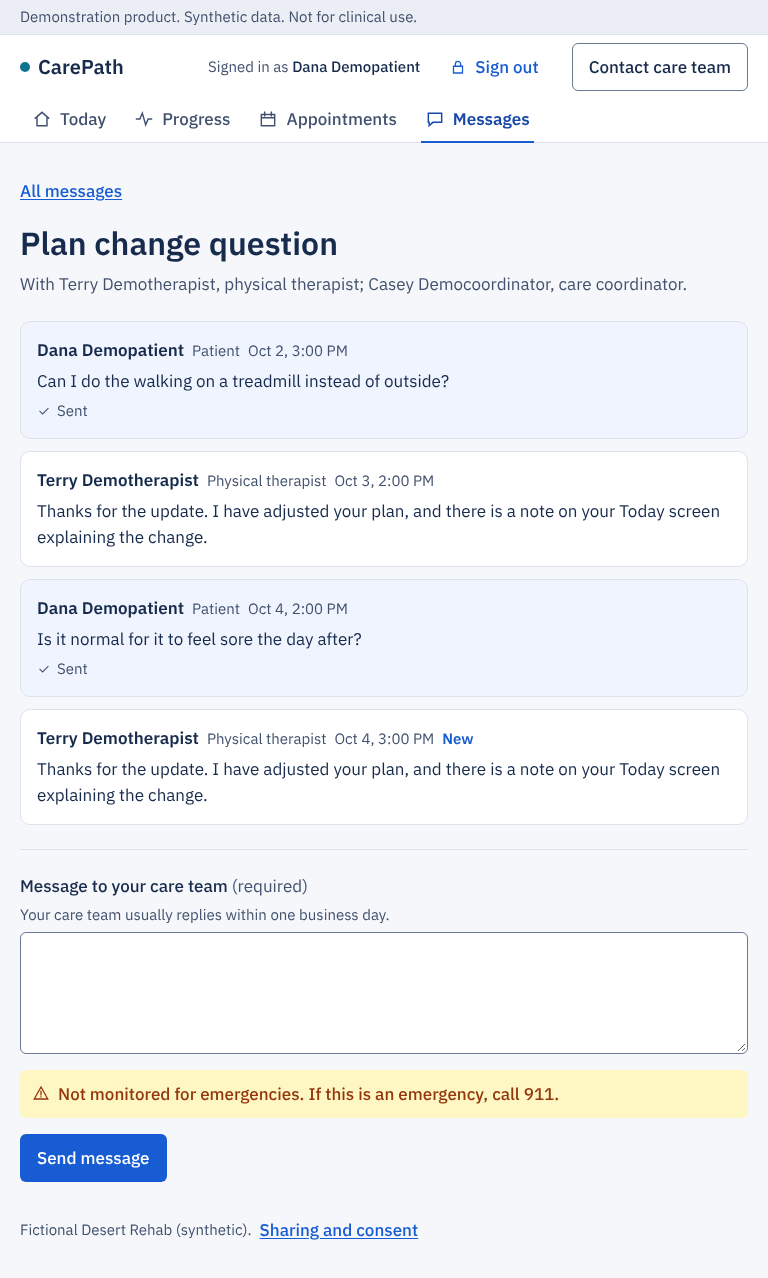 Demonstration product. Synthetic data. Not for clinical use.
CarePath
Signed in as Dana Demopatient
Sign out
Contact care team
Today
Progress
Appointments
Messages
All messages
Plan change question
With Terry Demotherapist, physical therapist; Casey Democoordinator, care coordinator.
Dana Demopatient Patient Oct 2, 3:00 PM
Can I do the walking on a treadmill instead of outside?
Sent
Terry Demotherapist Physical therapist Oct 3, 2:00 PM
Thanks for the update. I have adjusted your plan, and there is a note on your Today screen
explaining the change.
Dana Demopatient Patient Oct 4, 2:00 PM
Is it normal for it to feel sore the day after?
Sent
Terry Demotherapist Physical therapist Oct 4, 3:00 PM New
Thanks for the update. I have adjusted your plan, and there is a note on your Today screen
explaining the change.
Message to your care team (required)
Your care team usually replies within one business day.
Not monitored for emergencies. If this is an emergency, call 911.
Send message
Fictional Desert Rehab (synthetic). Sharing and consent